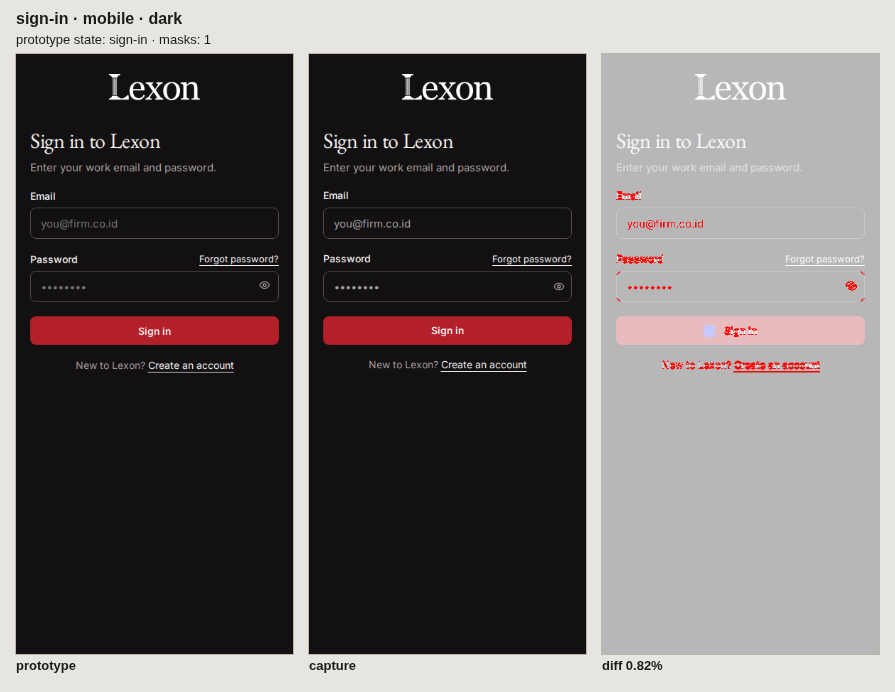 sign-in · mobile · dark
prototype state: sign-in · masks: 1
Lexon
Sign in to Lexon
Enter your work email and password.
Email
you@firm.co.id
Password Forgot password?
Sign in
New to Lexon? Create an account
prototype
Lexon
Sign in to Lexon
Enter your work email and password.
Email
you@firm.co.id
Password Forgot password?
Sign in
New to Lexon? Create an account
capture
Lexon
Sign in to Lexon
Enter your work email and password.
Email
you@firm.co.id
Password Forgot password?
Sign in
New to Lexon? Create an account
diff 0.82%